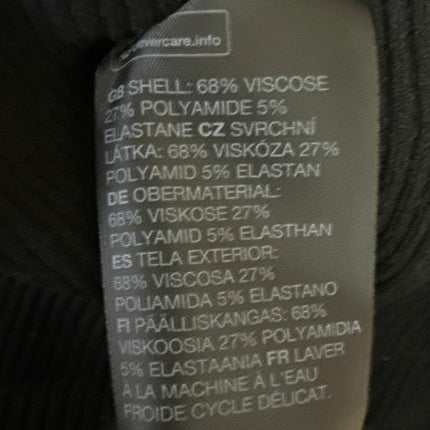 evercare.info
GB SHELL: 68% VISCOSE
27% POLYAMIDE 5%
ELASTANE CZ SVRCHNÍ
LÁTKA: 68% VISKÓZA 27%
POLYAMID 5% ELASTAN
DE OBERMATERIAL:
68% VISKOSE 27%
POLYAMID 5% ELASTHAN
ES TELA EXTERIOR:
68% VISCOSA 27%
POLIAMIDA 5% ELASTANO
FI PÄÄLLISKANGAS: 68%
VISKOOSIA 27% POLYAMIDIA
5% ELASTAANIA FR LAVER
À LA MACHINE À L'EAU
FROIDE CYCLE DÉLICAT.